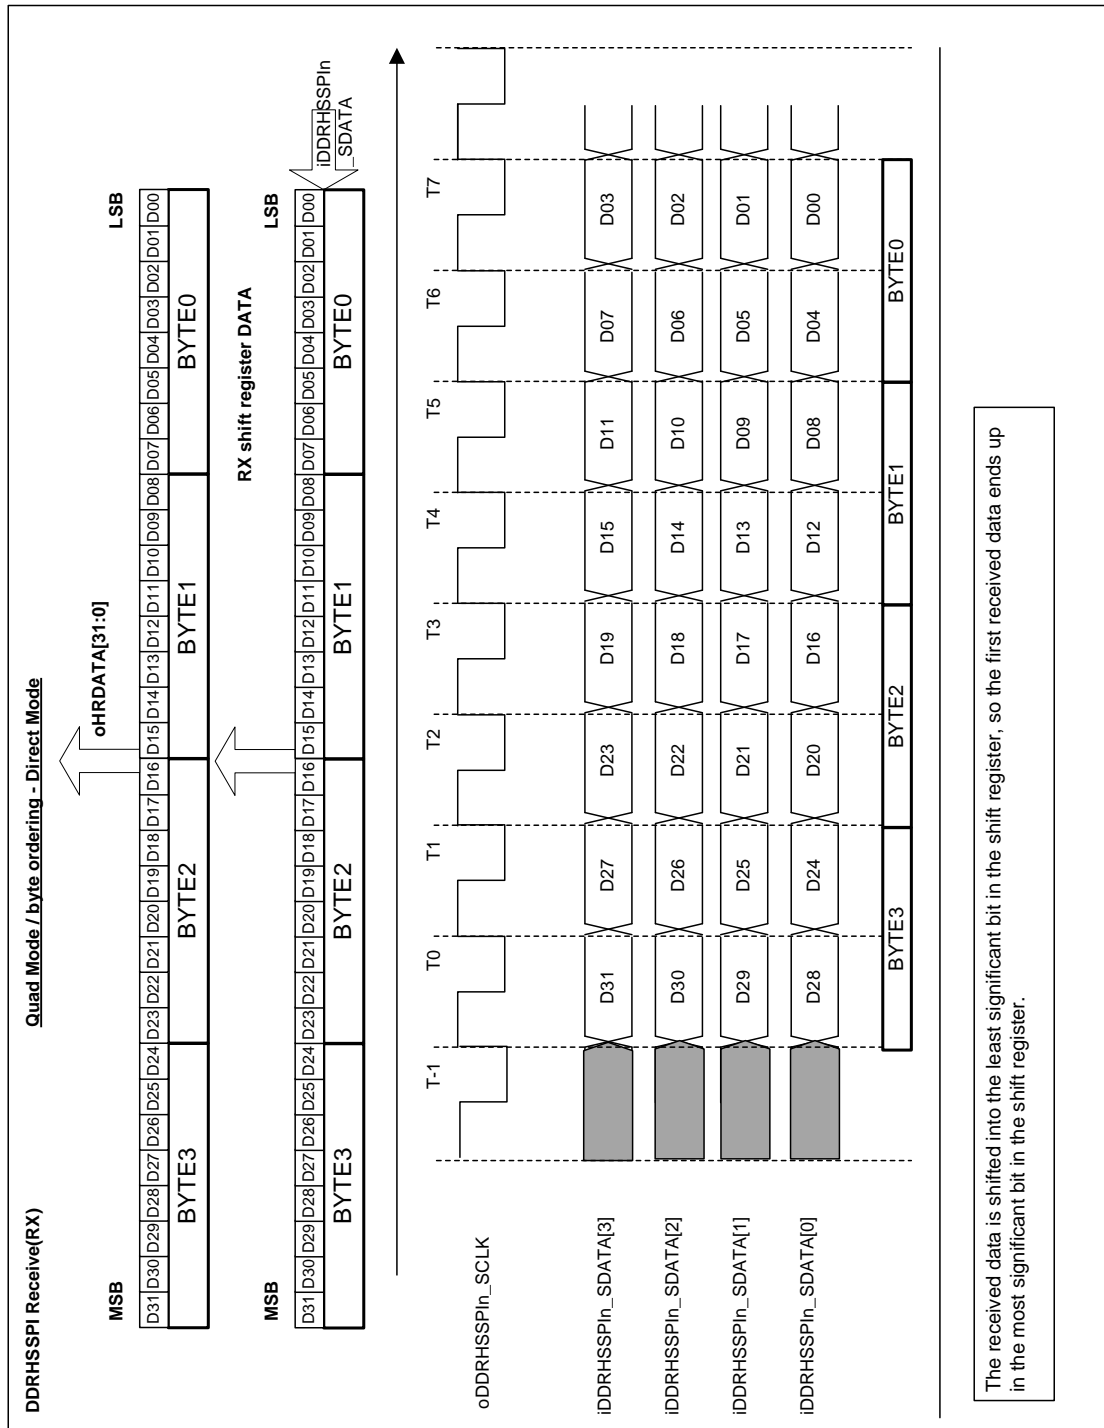 DDRHSSPI Receive(RX)
Quad Mode / byte ordering - Direct Mode
oHRDATA[31:0]
MSB LSB
D31 D30 D29 D28 D27 D26 D25 D24 D23 D22 D21 D20 D19 D18 D17 D16 D15 D14 D13 D12 D11 D10 D09 D08 D07 D06 D05 D04 D03 D02 D01 D00
BYTE3 BYTE2 BYTE1 BYTE0
RX shift register DATA
MSB LSB
D31 D30 D29 D28 D27 D26 D25 D24 D23 D22 D21 D20 D19 D18 D17 D16 D15 D14 D13 D12 D11 D10 D09 D08 D07 D06 D05 D04 D03 D02 D01 D00
iDDRHSSPIn
_SDATA
BYTE3 BYTE2 BYTE1 BYTE0
T-1 T0 T1 T2 T3 T4 T5 T6 T7
oDDRHSSPIn_SCLK
iDDRHSSPIn_SDATA[3] D31 D27 D23 D19 D15 D11 D07 D03
iDDRHSSPIn_SDATA[2] D30 D26 D22 D18 D14 D10 D06 D02
iDDRHSSPIn_SDATA[1] D29 D25 D21 D17 D13 D09 D05 D01
iDDRHSSPIn_SDATA[0] D28 D24 D20 D16 D12 D08 D04 D00
BYTE3 BYTE2 BYTE1 BYTE0
The received data is shifted into the least significant bit in the shift register, so the first received data ends up
in the most significant bit in the shift register.